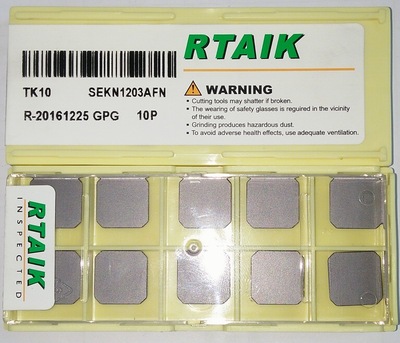 RTAIK
TK10 SEKN1203AFN
R-20161225 GPG 10P
WARNING
• Cutting tools may shatter if broken.
• The wearing of safety glasses is reguired in the vicinity
of their use.
• Grinding produces hazardous dust.
• To avoid adverse health effects, use adequate ventilation.
RTAIK
INSPECTED